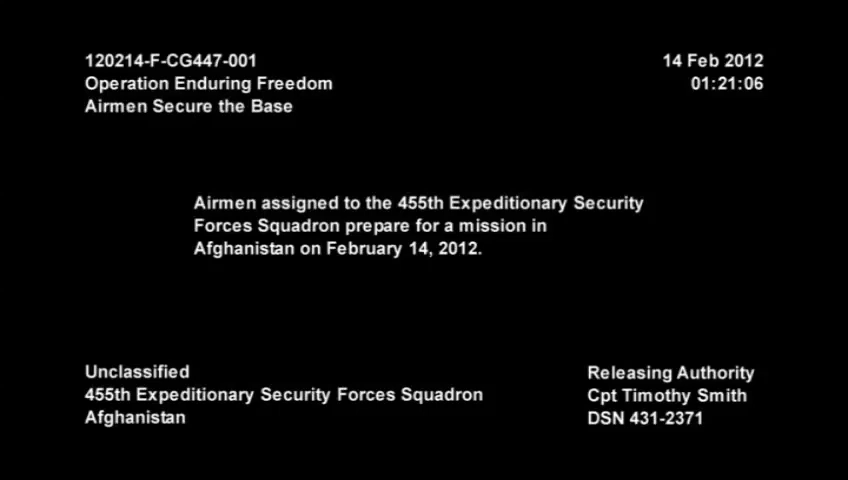 120214-F-CG447-001
14 Feb 2012
Operation Enduring Freedom
01:21:06
Airmen Secure the Base
Airmen assigned to the 455th Expeditionary Security
Forces Squadron prepare for a mission in
Afghanistan on February 14, 2012.
Unclassified
455th Expeditionary Security Forces Squadron
Afghanistan
Releasing Authority
Cpt Timothy Smith
DSN 431-2371